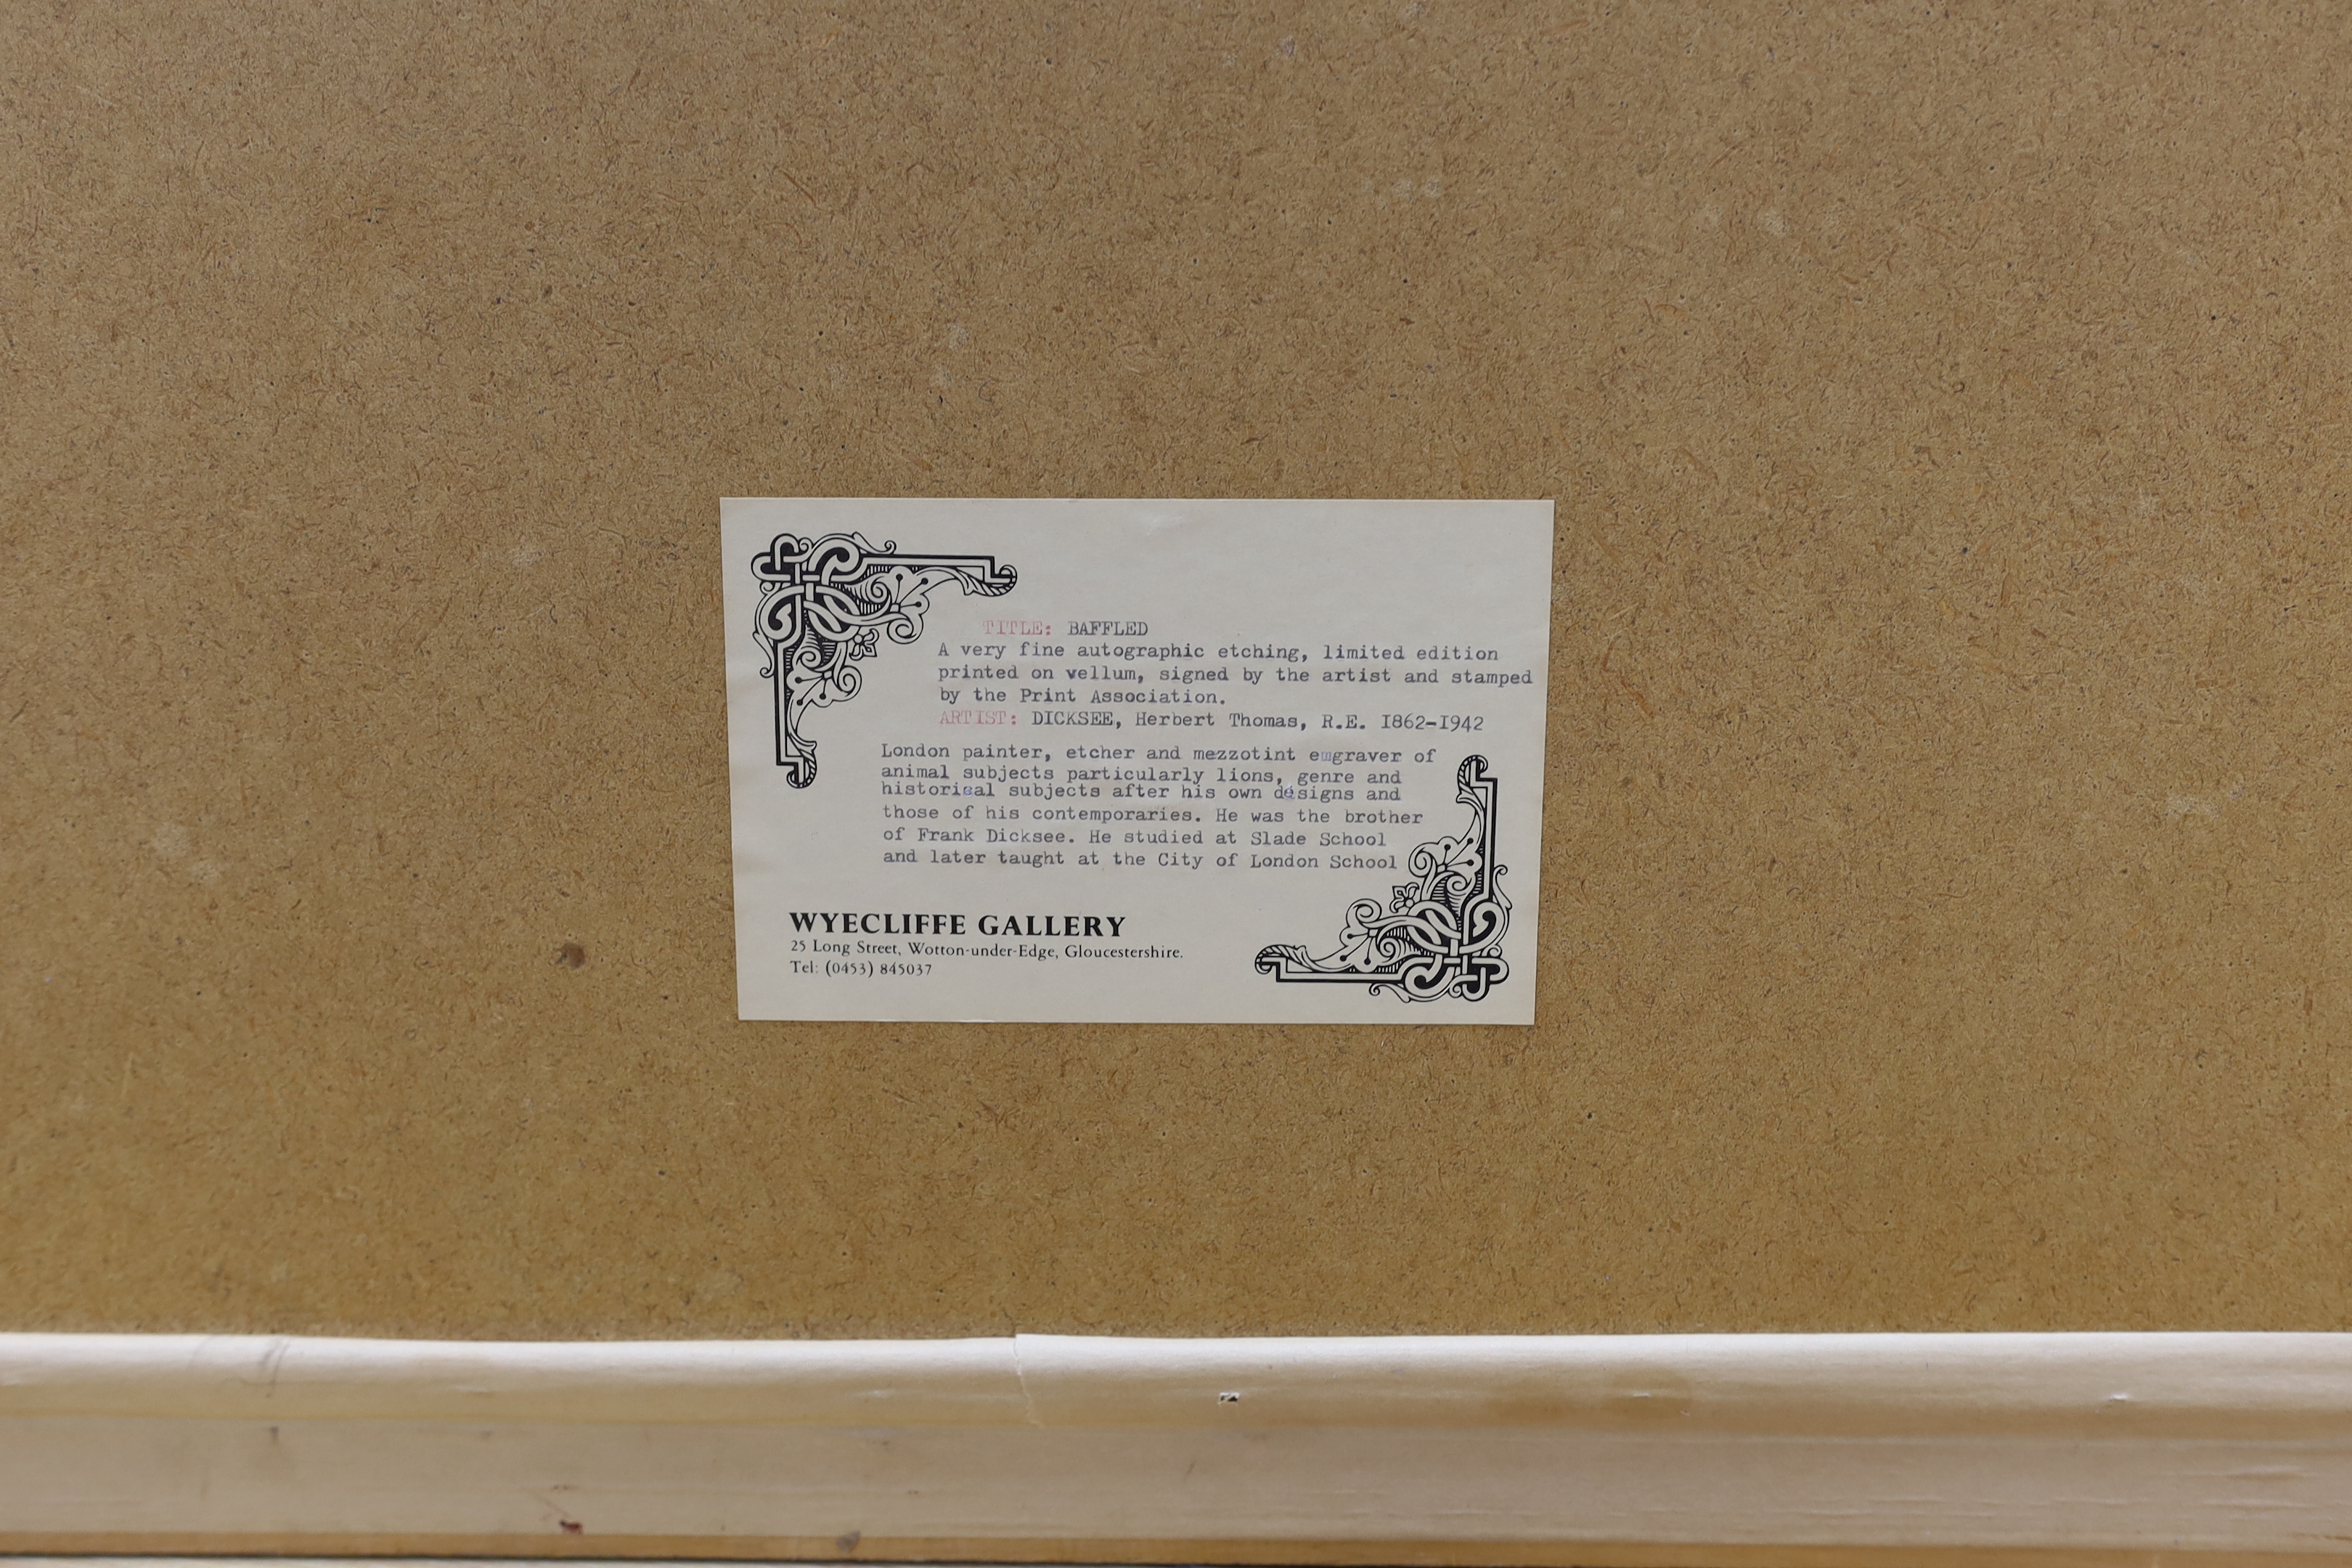 TITLE: BAFFLED
A very fine autographic etching, limited edition
printed on vellum, signed by the artist and stamped
by the Print Association.
ARTIST: DICKSEE, Herbert Thomas, R.E. I862-I942
London painter, etcher and mezzotint engraver of
animal subjects particularly lions, genre and
historical subjects after his own designs and
those of his contemporaries. He was the brother
of Frank Dicksee. He studied at Slade School
and later taught at the City of London School
WYECLIFFE GALLERY
25 Long Street, Wotton-under-Edge, Gloucestershire.
Tel: (0453) 845037